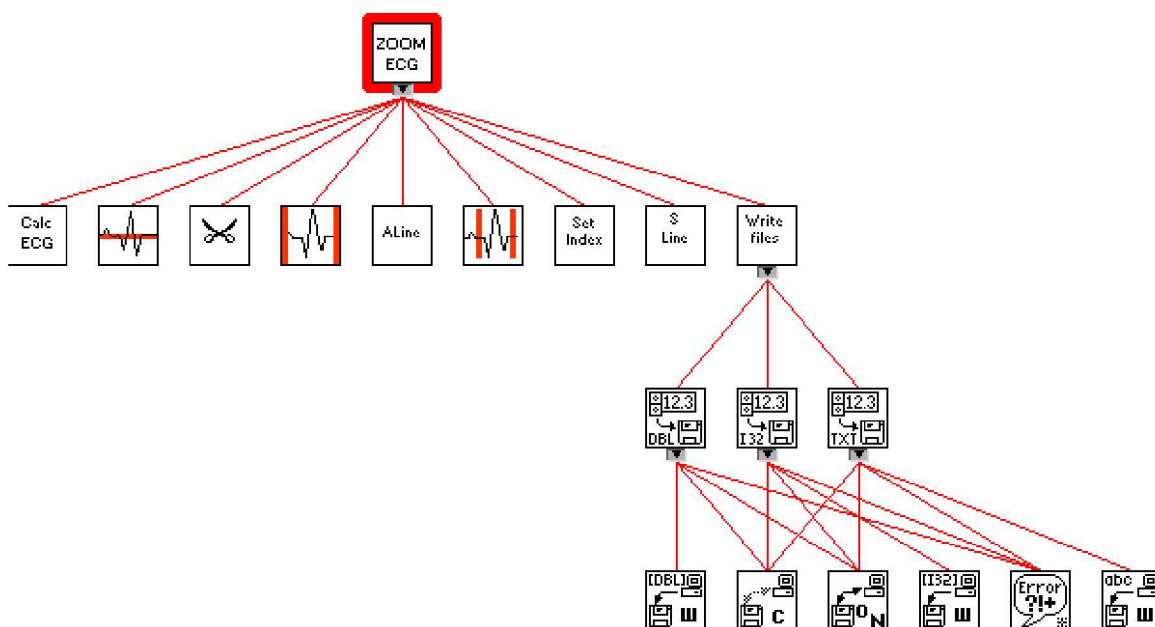 ZOOM
ECG
Calc
ECG
ALine
Set
Index
S
Line
Write
files
12.3
DBL
12.3
I32
12.3
TXT
[DBL]
W
C
O N
[I32]
W
Error
?!+
abc
W